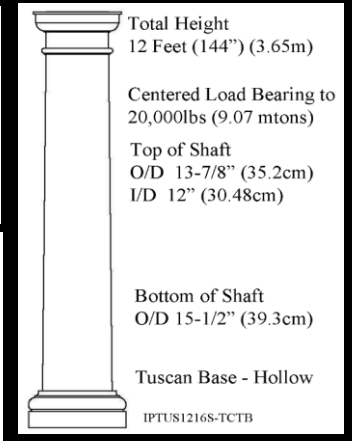 Total Height
12 Feet (144”) (3.65m)
Centered Load Bearing to
20,000lbs (9.07 mtons)
Top of Shaft
O/D 13-7/8” (35.2cm)
I/D 12” (30.48cm)
Bottom of Shaft
O/D 15-1/2” (39.3cm)
Tuscan Base - Hollow
IPTUS1216S-TCTB